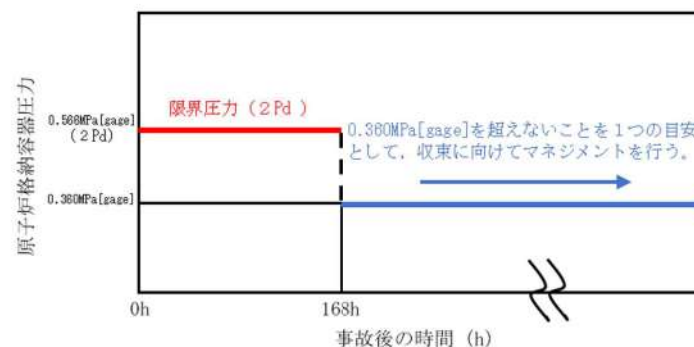 原子炉格納容器圧力
0.566MPa[gage]
（2Pd）
限界圧力（2Pd ）
0.360MPa[gage]を超えないことを１つの目安
として，収束に向けてマネジメントを行う。
0.360MPa[gage]
0h
168h
事故後の時間（h）